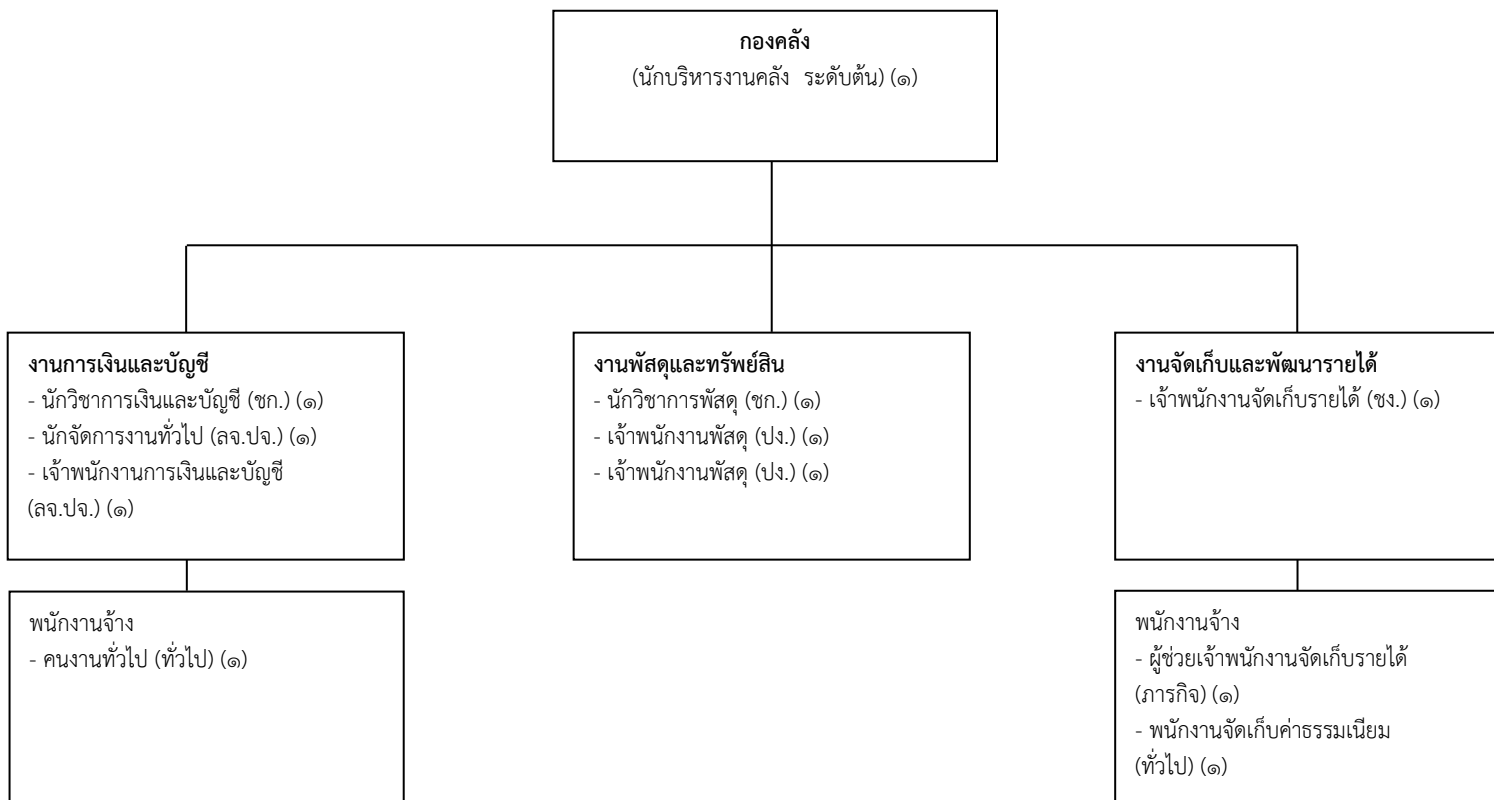 กองคลัง
(นักบริหารงานคลัง ระดับต้น) (๑)
งานการเงินและบัญชี
- นักวิชาการเงินและบัญชี (ชก.) (๑)
- นักจัดการงานทั่วไป (ลจ.ปจ.) (๑)
- เจ้าพนักงานการเงินและบัญชี
(ลจ.ปจ.) (๑)
งานพัสดุและทรัพย์สิน
- นักวิชาการพัสดุ (ชก.) (๑)
- เจ้าพนักงานพัสดุ (ปง.) (๑)
- เจ้าพนักงานพัสดุ (ปง.) (๑)
งานจัดเก็บและพัฒนารายได้
- เจ้าพนักงานจัดเก็บรายได้ (ชง.) (๑)
พนักงานจ้าง
- คนงานทั่วไป (ทั่วไป) (๑)
พนักงานจ้าง
- ผู้ช่วยเจ้าพนักงานจัดเก็บรายได้
(ภารกิจ) (๑)
- พนักงานจัดเก็บค่าธรรมเนียม
(ทั่วไป) (๑)